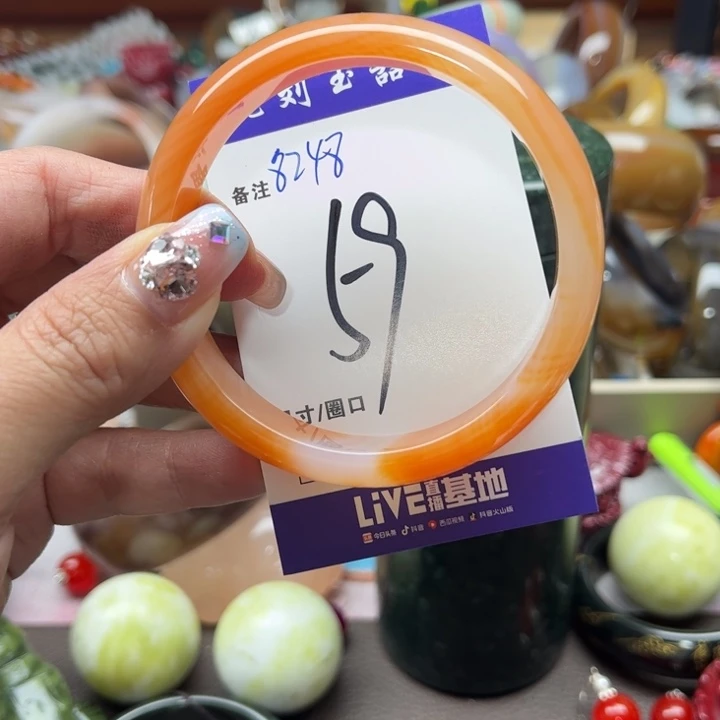 刻玉器
备注 8248
59
寸/圈口
LIVE直播基地
今日头条 抖音 西瓜视频 抖音火山版